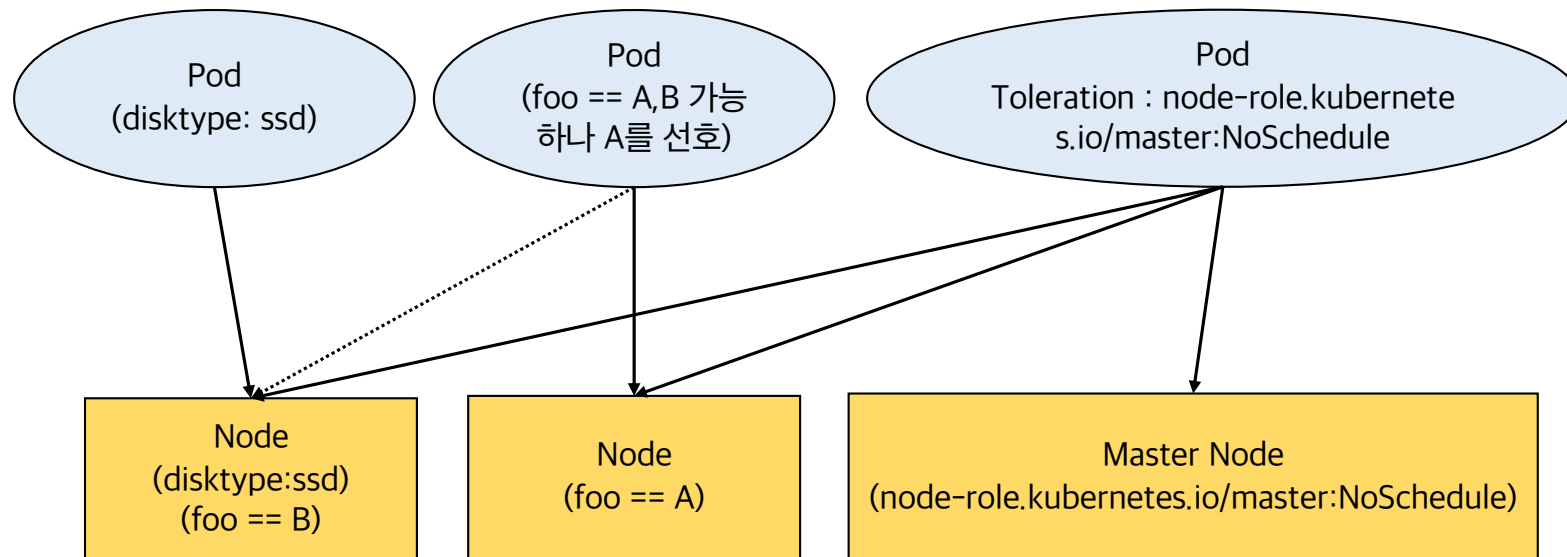 Pod
(disktype: ssd)
Pod
(foo == A,B 가능
하나 A를 선호)
Pod
Toleration : node-role.kubernete
s.io/master:NoSchedule
Node
(disktype:ssd)
(foo == B)
Node
(foo == A)
Master Node
(node-role.kubernetes.io/master:NoSchedule)